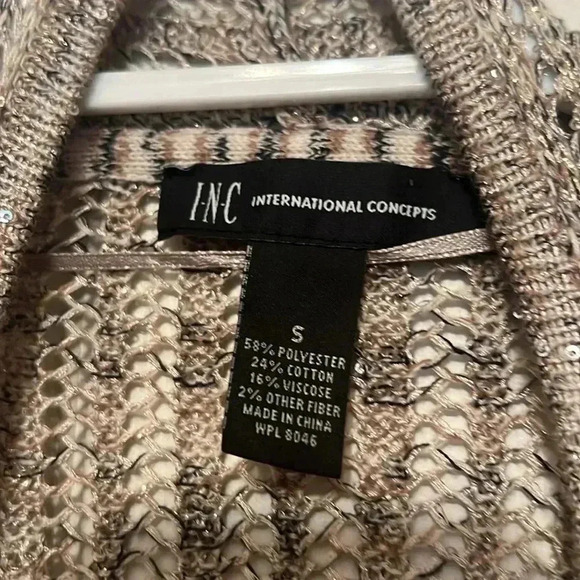 I·N·C INTERNATIONAL CONCEPTS
S
58% POLYESTER
24% COTTON
16% VISCOSE
2% OTHER FIBER
MADE IN CHINA
WPL 8046